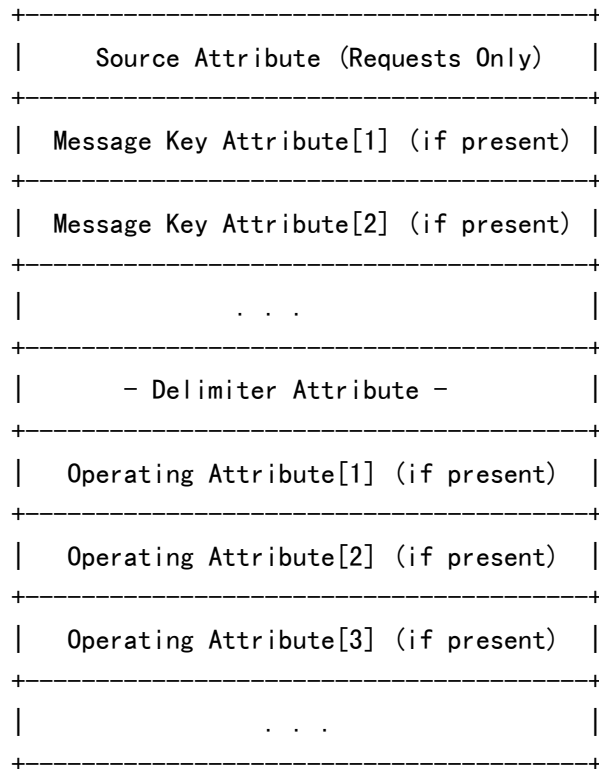 +----------------------------------------+
|     Source Attribute (Requests Only)   |
+----------------------------------------+
|  Message Key Attribute[1] (if present) |
+----------------------------------------+
|  Message Key Attribute[2] (if present) |
+----------------------------------------+
|               . . .                    |
+----------------------------------------+
|       - Delimiter Attribute -          |
+----------------------------------------+
|   Operating Attribute[1] (if present)  |
+----------------------------------------+
|   Operating Attribute[2] (if present)  |
+----------------------------------------+
|   Operating Attribute[3] (if present)  |
+----------------------------------------+
|                 . . .                  |
+----------------------------------------+